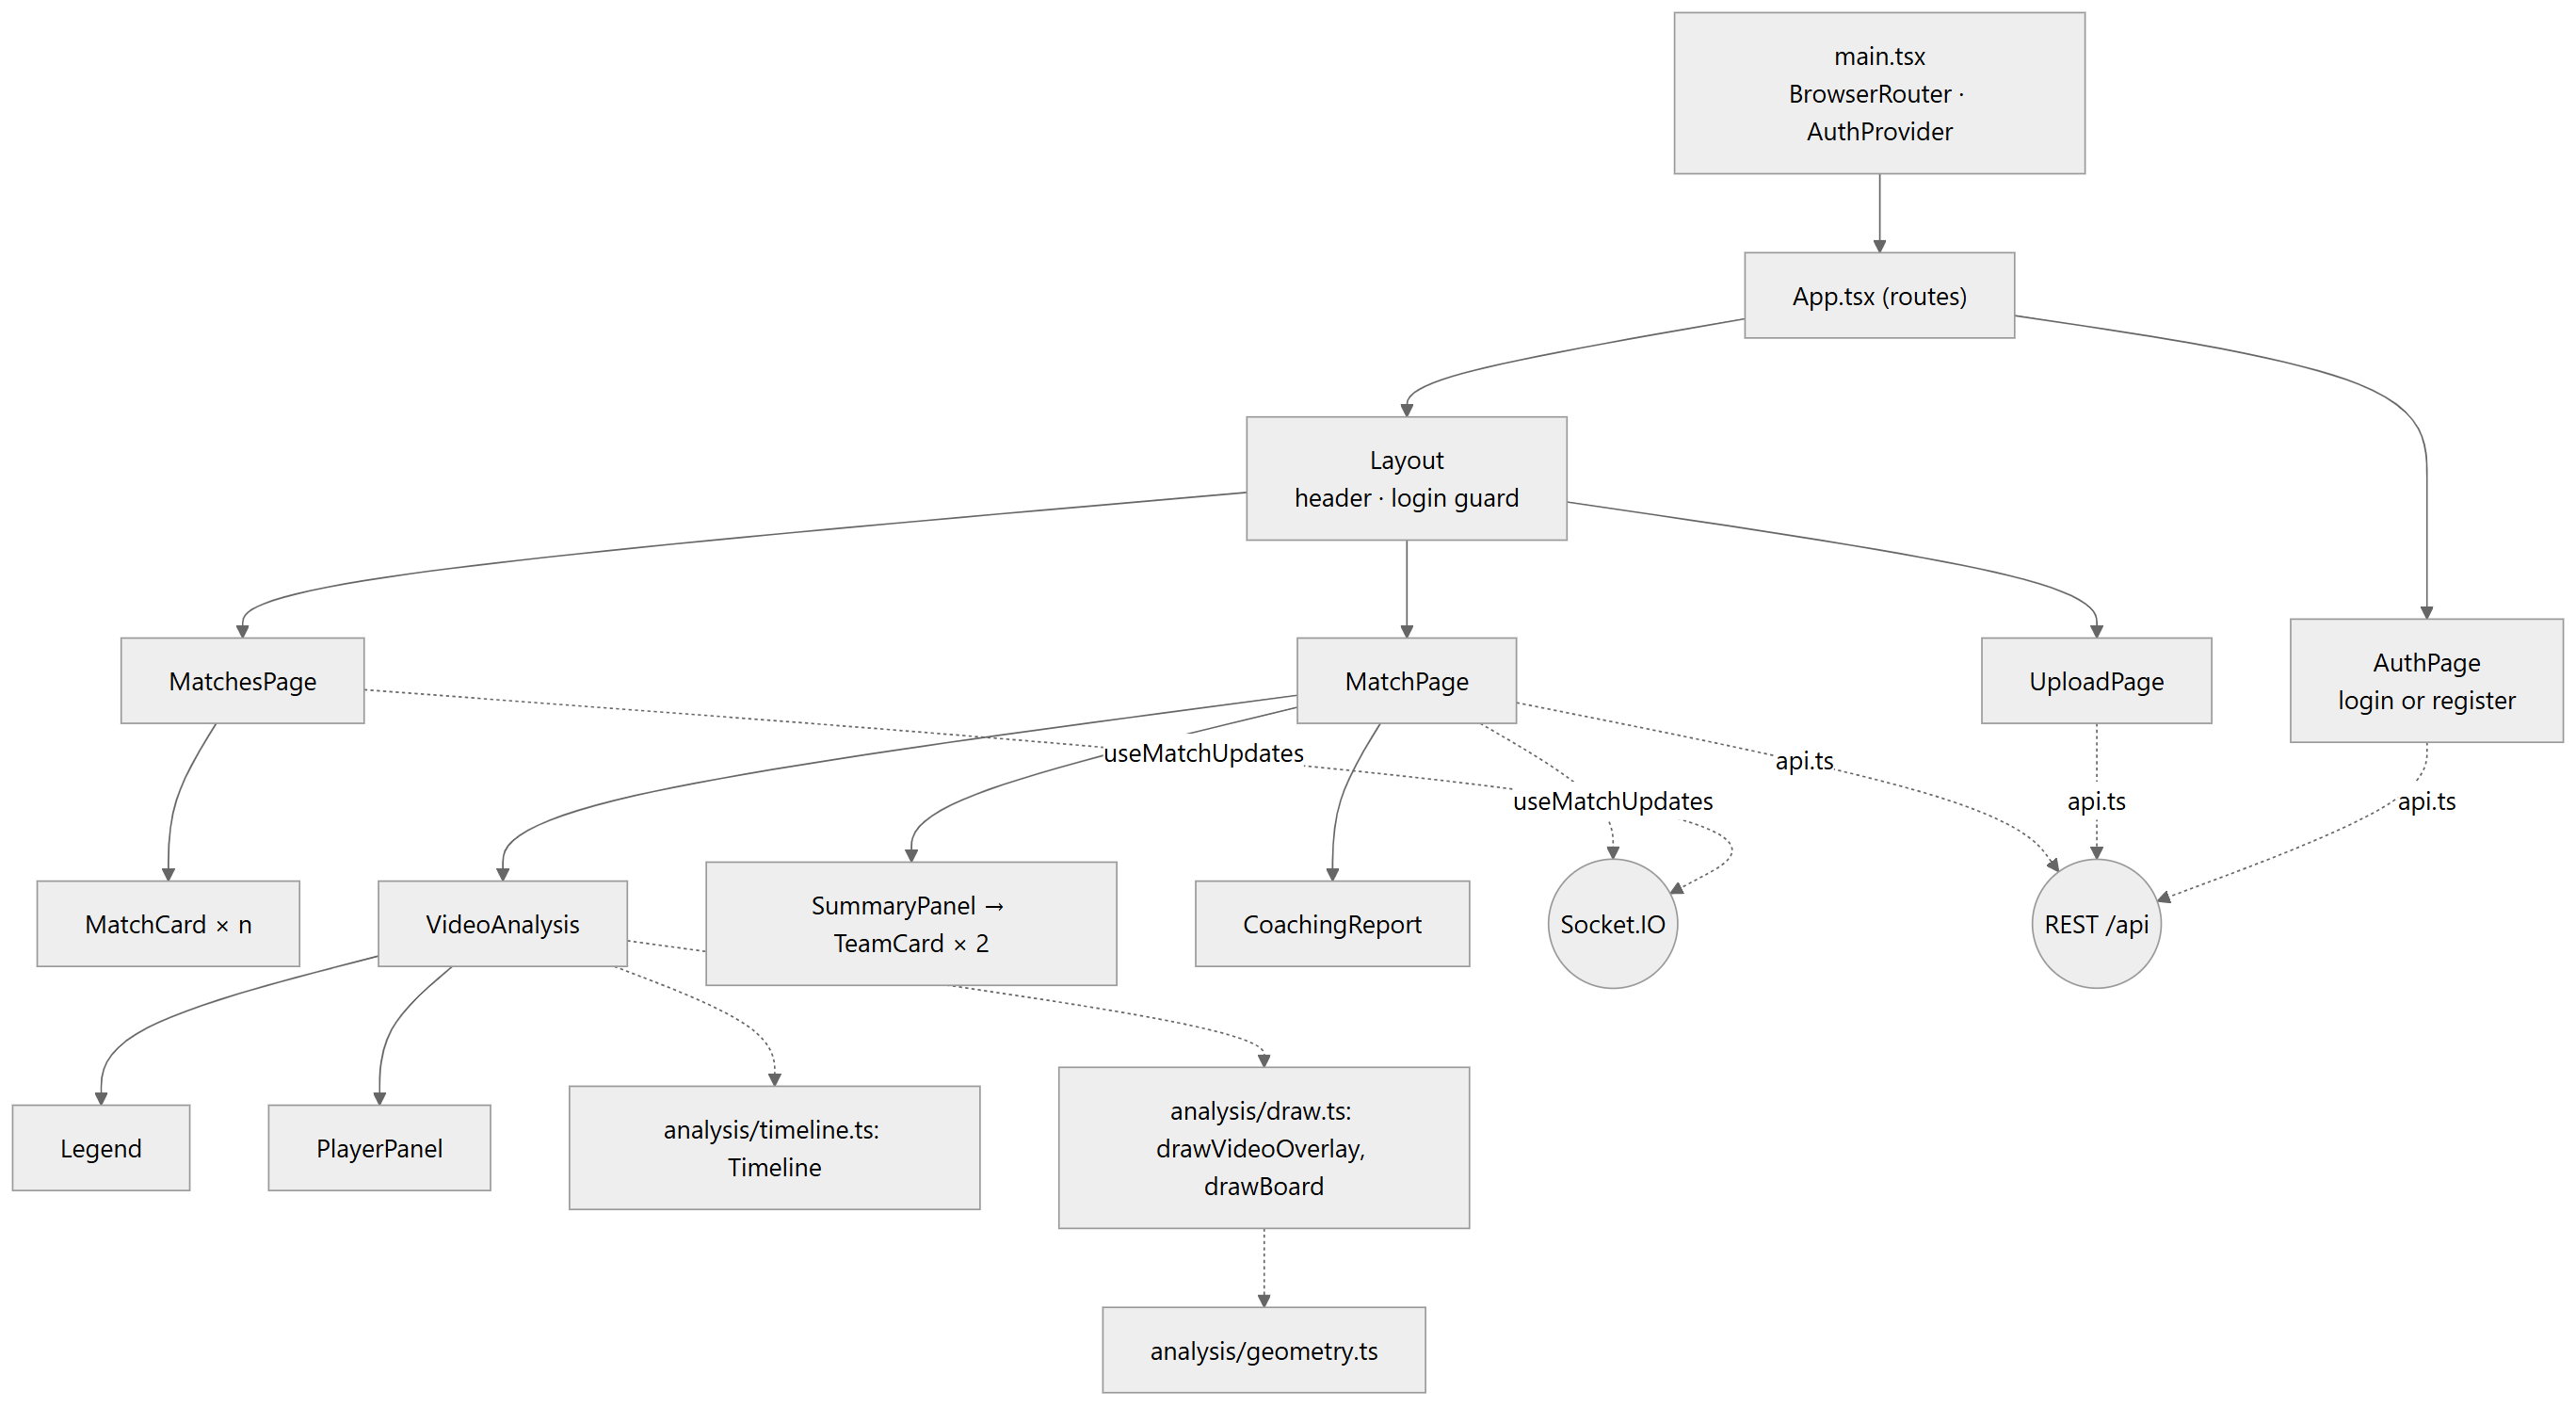 main.tsx
BrowserRouter ·
AuthProvider
App.tsx (routes)
Layout
header · login guard
MatchesPage
MatchPage
UploadPage
AuthPage
login or register
useMatchUpdates
api.ts
useMatchUpdates
api.ts
api.ts
MatchCard × n
VideoAnalysis
SummaryPanel →
TeamCard × 2
CoachingReport
Socket.IO
REST /api
Legend
PlayerPanel
analysis/timeline.ts:
Timeline
analysis/draw.ts:
drawVideoOverlay,
drawBoard
analysis/geometry.ts